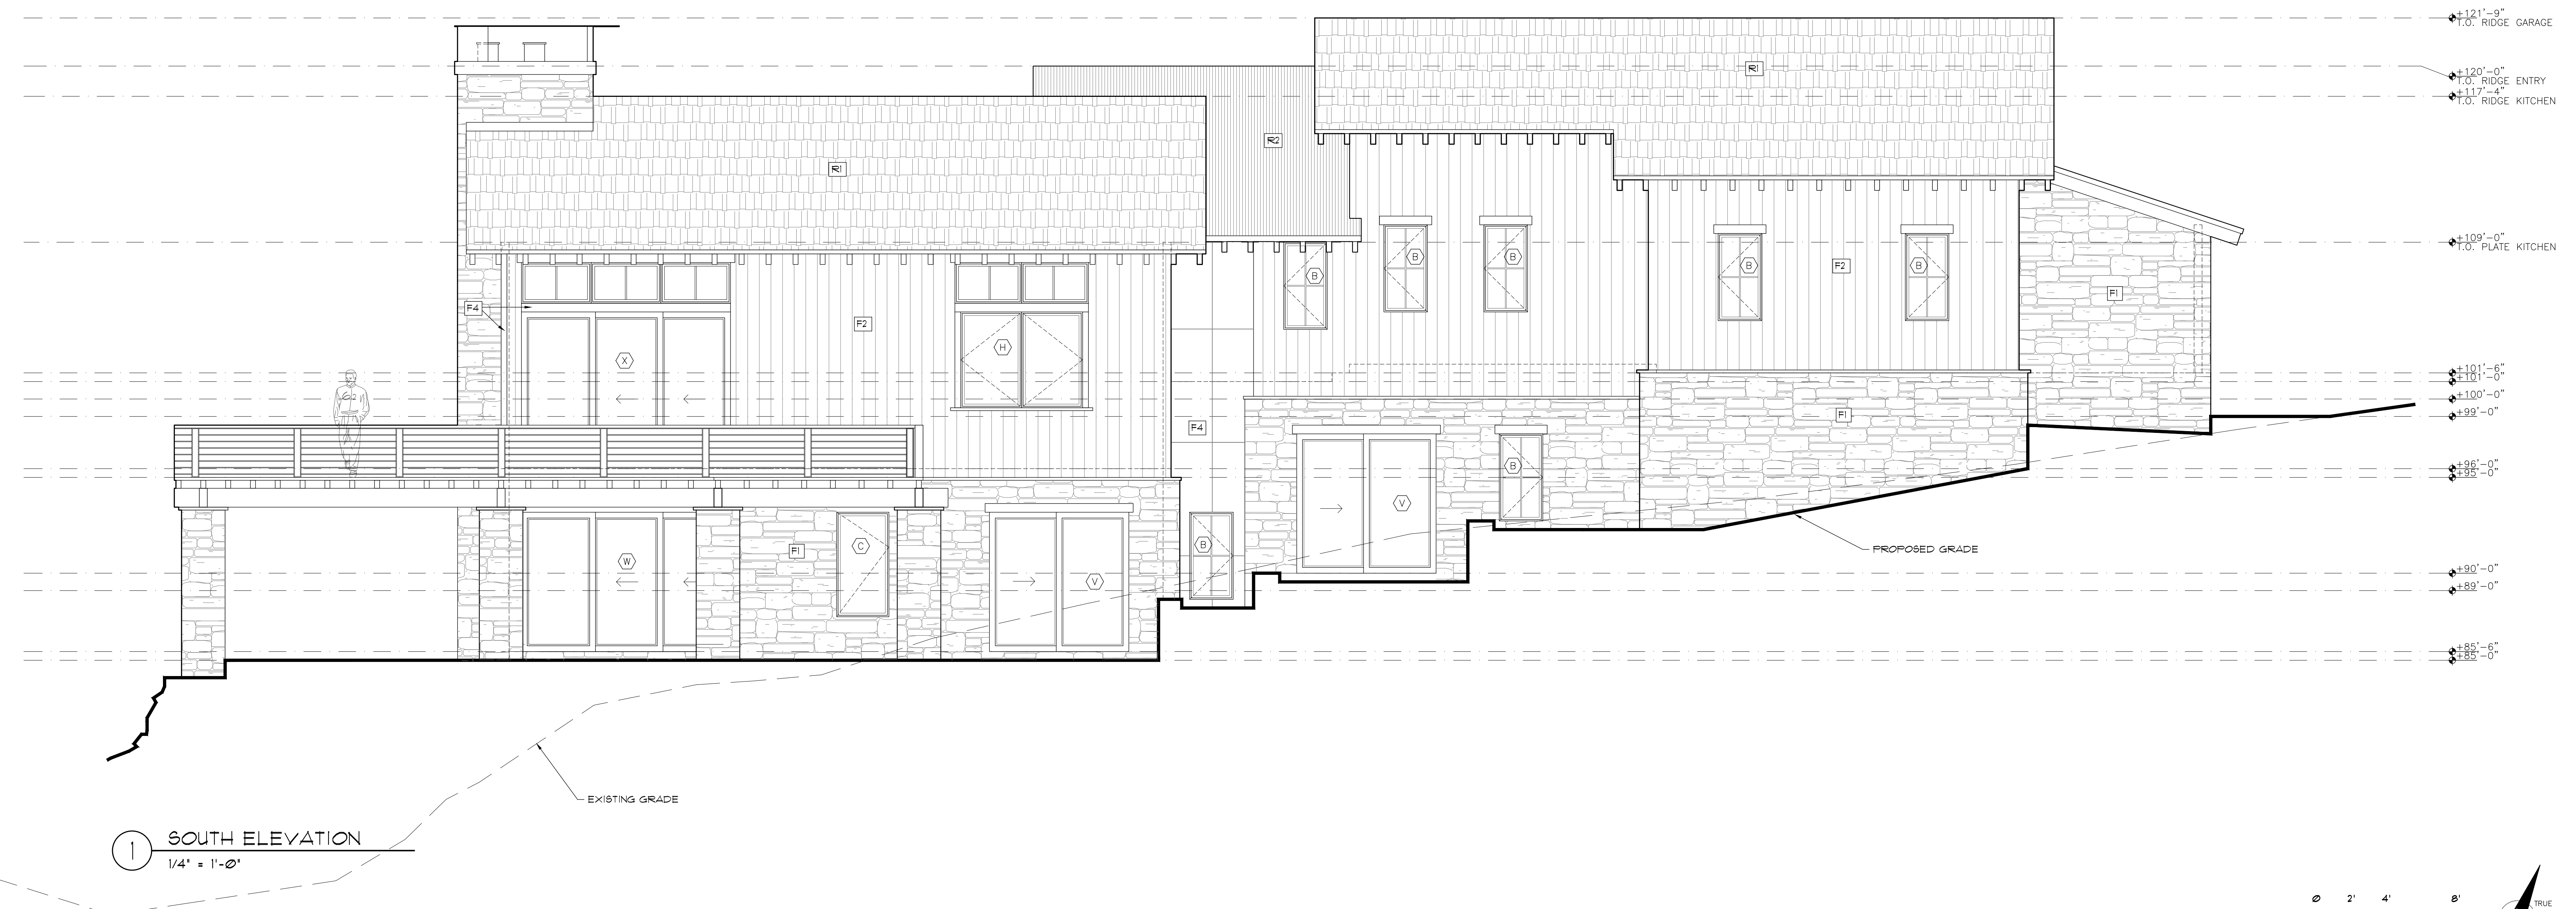 +121'-9"
T.O. RIDGE GARAGE
+120'-0"
T.O. RIDGE ENTRY
+117'-4"
T.O. RIDGE KITCHEN
R1
R1
R2
+109'-0"
T.O. PLATE KITCHEN
B
B
B
B
B
F2
F1
F4
F2
H
X
6'2
+101'-6"
+101'-0"
+100'-0"
+99'-0"
F1
F4
B
V
+96'-0"
+95'-0"
F1
C
W
V
B
PROPOSED GRADE
+90'-0"
+89'-0"
+85'-6"
+85'-0"
EXISTING GRADE
1
SOUTH ELEVATION
1/4" = 1'-0"
0 2' 4' 8'
TRUE